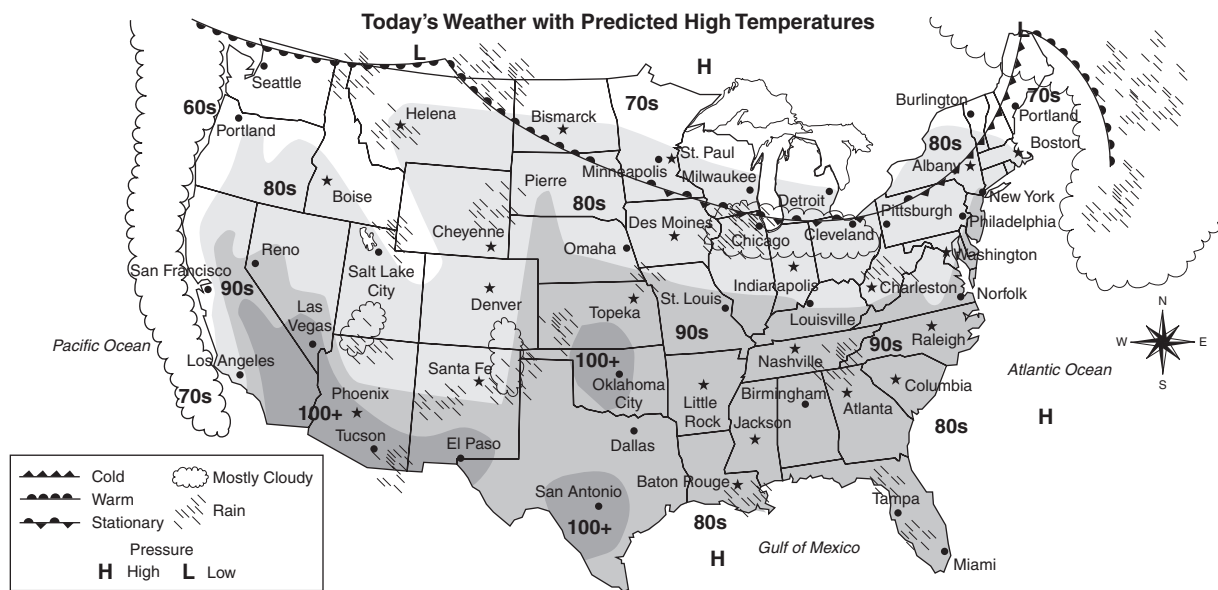 Today's Weather with Predicted High Temperatures
L
H
L
Seattle
60s
Portland
Helena
Bismarck
70s
Burlington
70s
Portland
Boston
80s
Albany
St. Paul
Minneapolis
Milwaukee
Detroit
80s
Boise
Pierre
80s
New York
Pittsburgh
Philadelphia
Des Moines
Cheyenne
Omaha
Chicago
Cleveland
Washington
Reno
San Francisco
90s
Salt Lake
City
Denver
Indianapolis
Charleston
Norfolk
Las
Vegas
Topeka
St. Louis
Louisville
90s
90s
Raleigh
Nashville
Pacific Ocean
Los Angeles
70s
Santa Fe
100+
Oklahoma
City
Little
Rock
Birmingham
Atlanta
Columbia
Atlantic Ocean
H
80s
Phoenix
100+
Tucson
El Paso
Dallas
Jackson
San Antonio
100+
Baton Rouge
80s
H
Gulf of Mexico
Tampa
Miami
N
W E
S
Cold
Warm
Stationary
Mostly Cloudy
Rain
Pressure
H High L Low